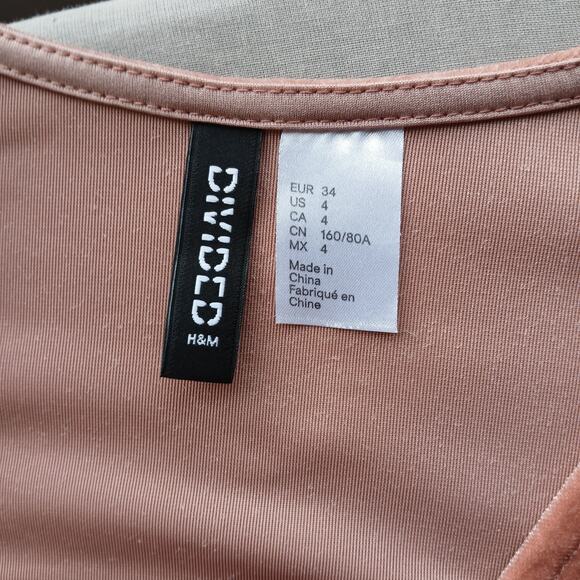 DIVIDED
H&M
EUR 34
US 4
CA 4
CN 160/80A
MX 4
Made in
China
Fabriqué en
Chine